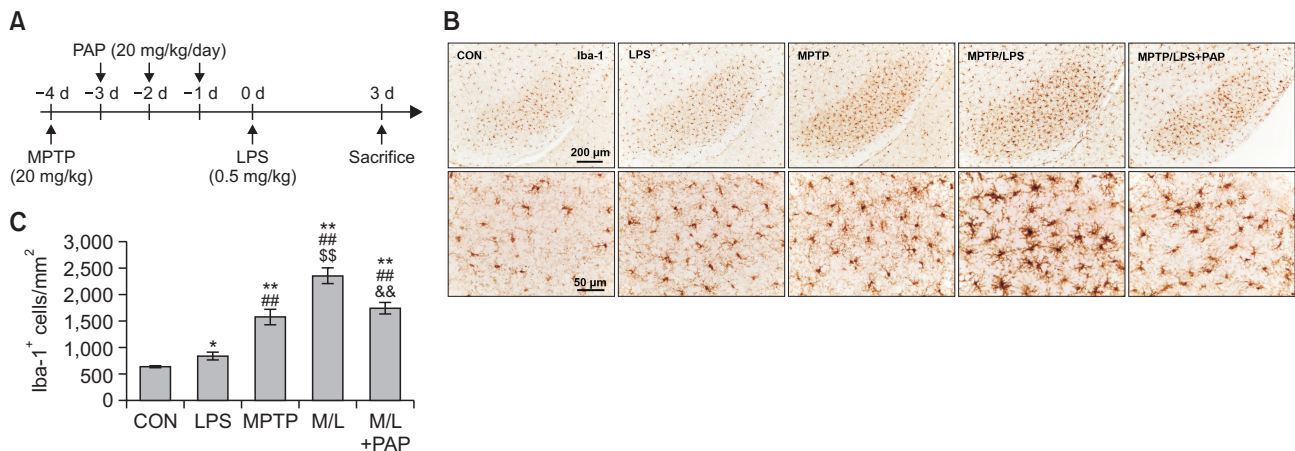 A
PAP (20 mg/kg/day)
−4 d −3 d −2 d −1 d 0 d 3 d
MPTP
(20 mg/kg)
LPS
(0.5 mg/kg)
Sacrifice
B
CON Iba-1
LPS
MPTP
MPTP/LPS
MPTP/LPS+PAP
200 µm
50 µm
C
Iba-1⁺ cells/mm²
3,000
2,500
2,000
1,500
1,000
500
0
*
**
##
**
##
$$
**
##
&&
CON
LPS
MPTP
M/L
M/L
+PAP